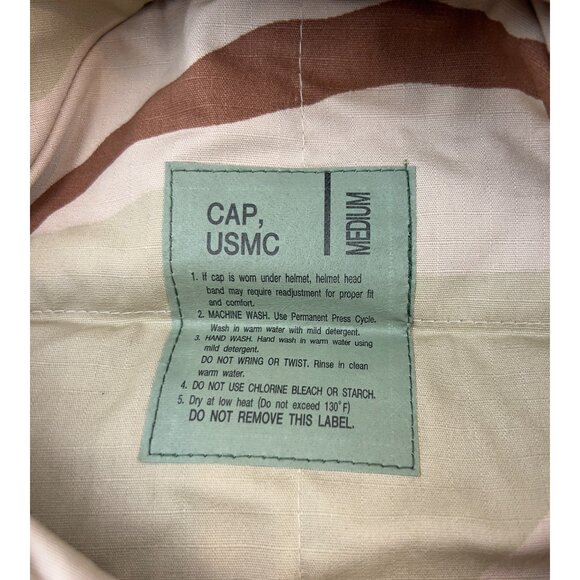 CAP,
USMC
MEDIUM
1. If cap is worn under helmet, helmet head
band may require readjustment for proper fit
and comfort.
2. MACHINE WASH. Use Permanent Press Cycle.
Wash in warm water with mild detergent.
3. HAND WASH. Hand wash in warm water using
mild detergent.
DO NOT WRING OR TWIST. Rinse in clean
warm water.
4. DO NOT USE CHLORINE BLEACH OR STARCH.
5. Dry at low heat (Do not exceed 130°F)
DO NOT REMOVE THIS LABEL.